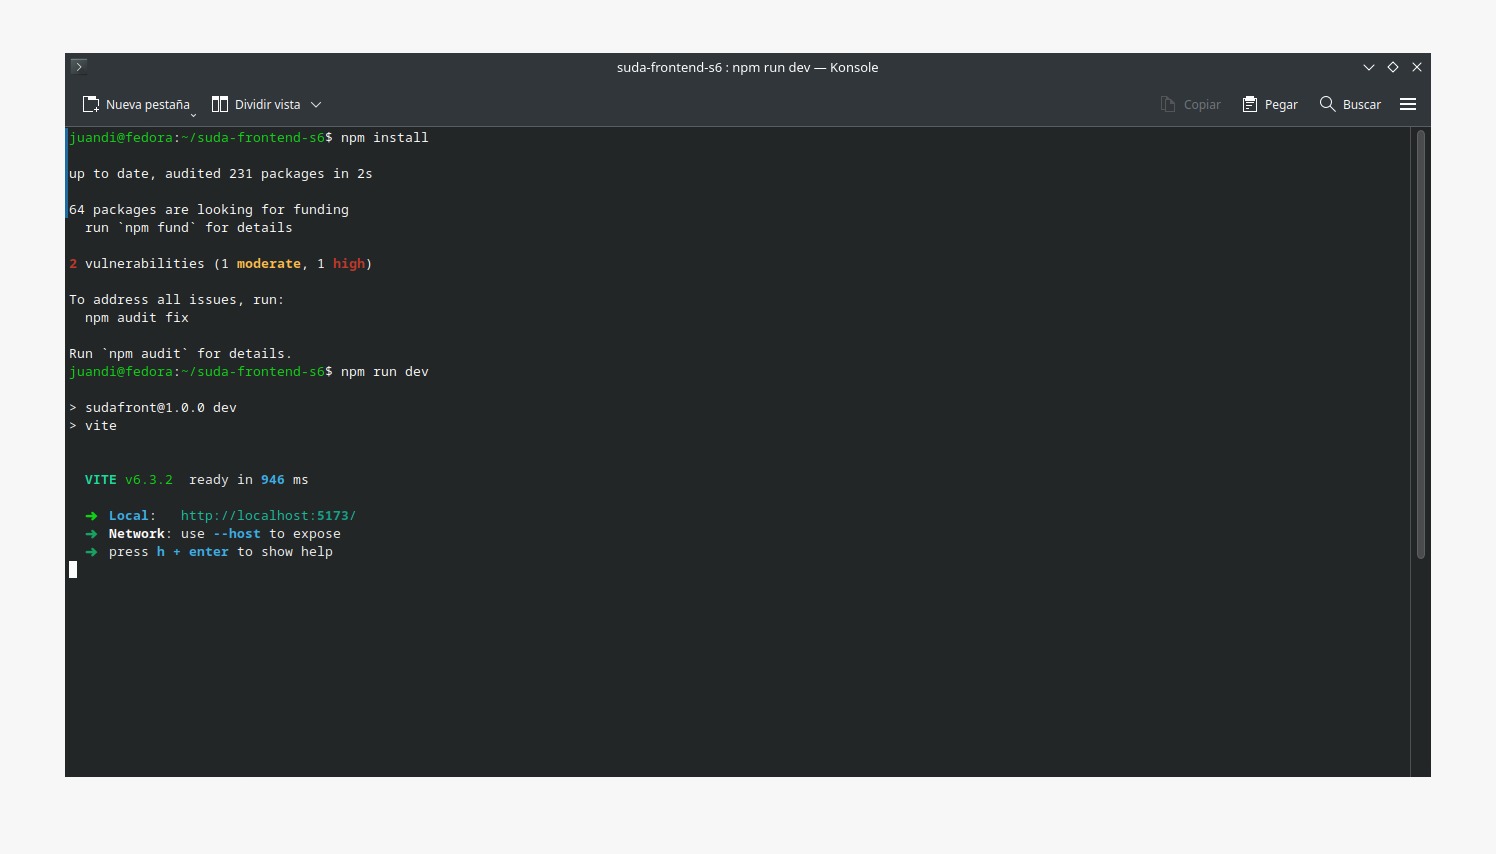 suda-frontend-s6 : npm run dev — Konsole
Nueva pestaña Dividir vista Copiar Pegar Buscar
juandi@fedora:~/suda-frontend-s6$ npm install
up to date, audited 231 packages in 2s
64 packages are looking for funding
  run `npm fund` for details
2 vulnerabilities (1 moderate, 1 high)
To address all issues, run:
  npm audit fix
Run `npm audit` for details.
juandi@fedora:~/suda-frontend-s6$ npm run dev
> sudafront@1.0.0 dev
> vite
  VITE v6.3.2  ready in 946 ms
  ➜  Local:   http://localhost:5173/
  ➜  Network: use --host to expose
  ➜  press h + enter to show help